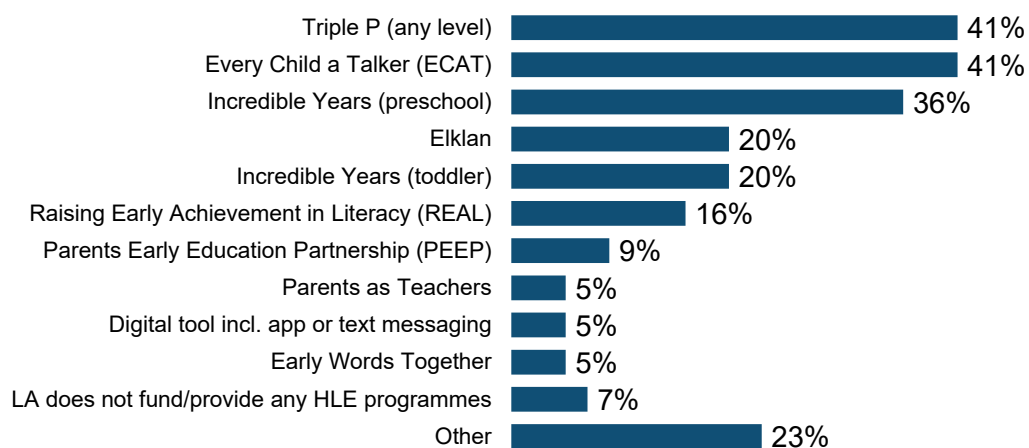 Triple P (any level) 41%
Every Child a Talker (ECAT) 41%
Incredible Years (preschool) 36%
Elklan 20%
Incredible Years (toddler) 20%
Raising Early Achievement in Literacy (REAL) 16%
Parents Early Education Partnership (PEEP) 9%
Parents as Teachers 5%
Digital tool incl. app or text messaging 5%
Early Words Together 5%
LA does not fund/provide any HLE programmes 7%
Other 23%